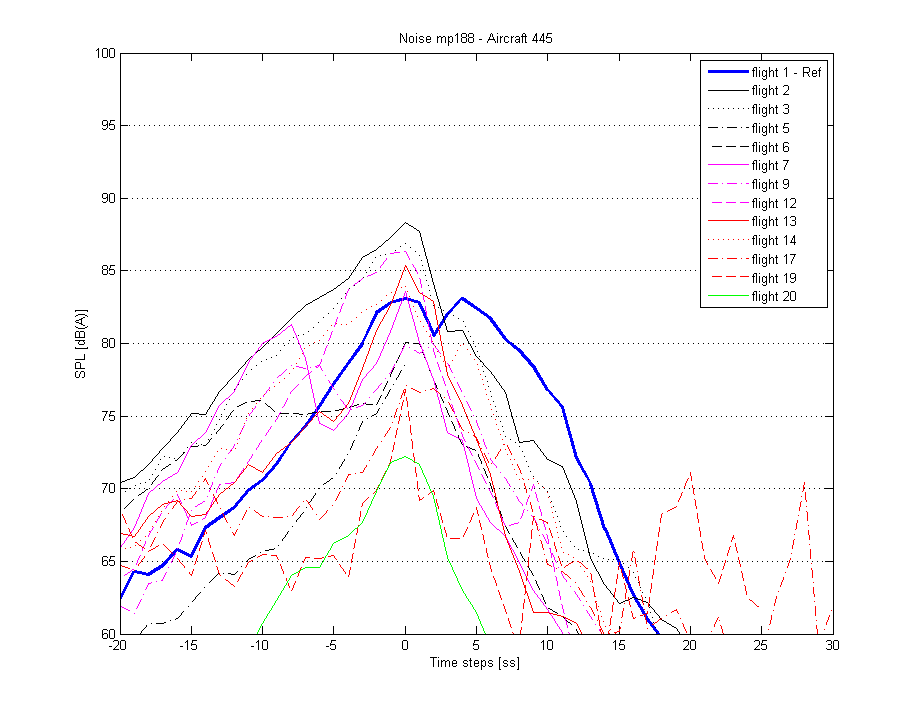 Noise mp188 - Aircraft 445
100
95
90
85
80
75
70
65
60
SPL [dB(A)]
flight 1 - Ref
flight 2
flight 3
flight 5
flight 6
flight 7
flight 9
flight 12
flight 13
flight 14
flight 17
flight 19
flight 20
-20 -15 -10 -5 0 5 10 15 20 25 30
Time steps [ss]